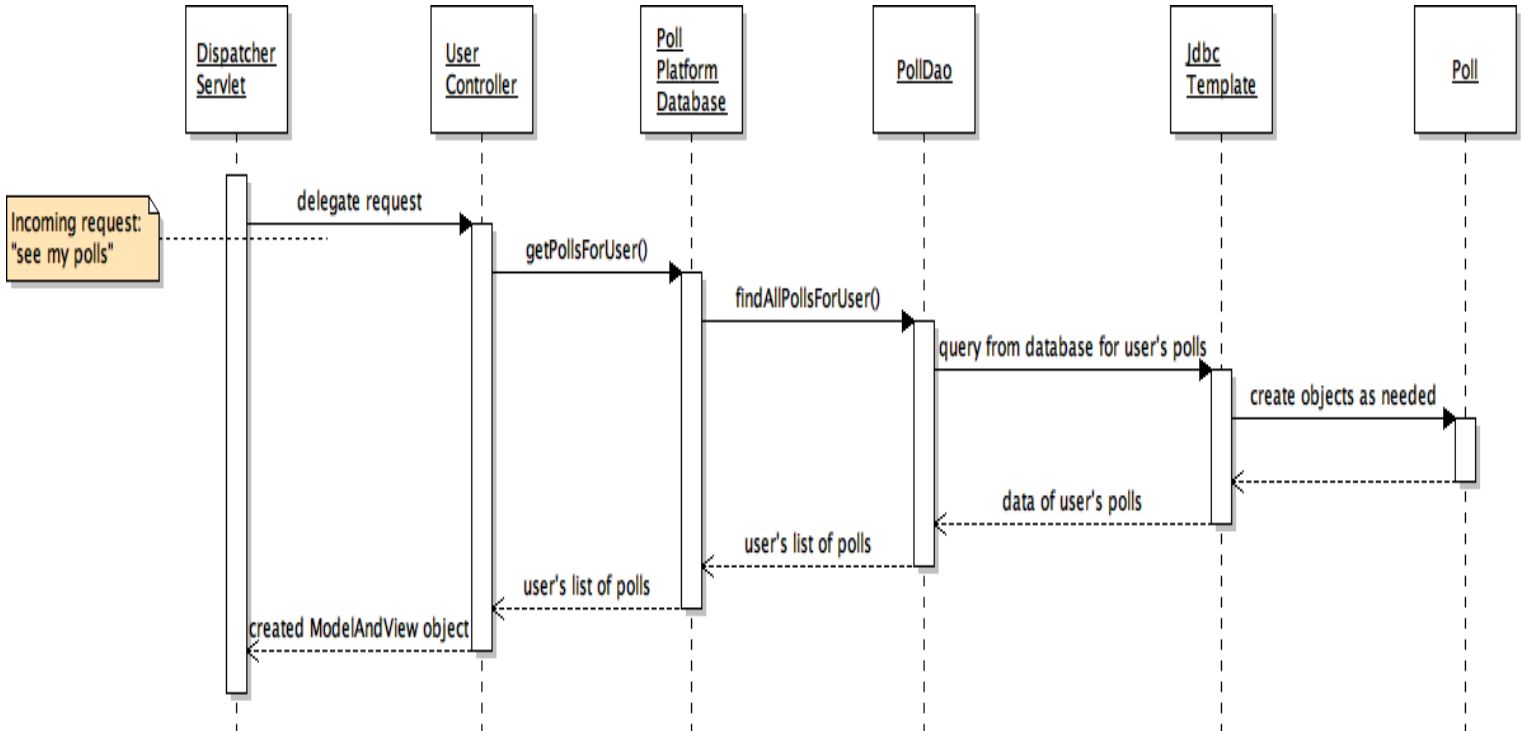 Dispatcher
Servlet
User
Controller
Poll
Platform
Database
PollDao
Jdbc
Template
Poll
Incoming request:
"see my polls"
delegate request
getPollsForUser()
findAllPollsForUser()
query from database for user's polls
create objects as needed
data of user's polls
user's list of polls
user's list of polls
created ModelAndView object